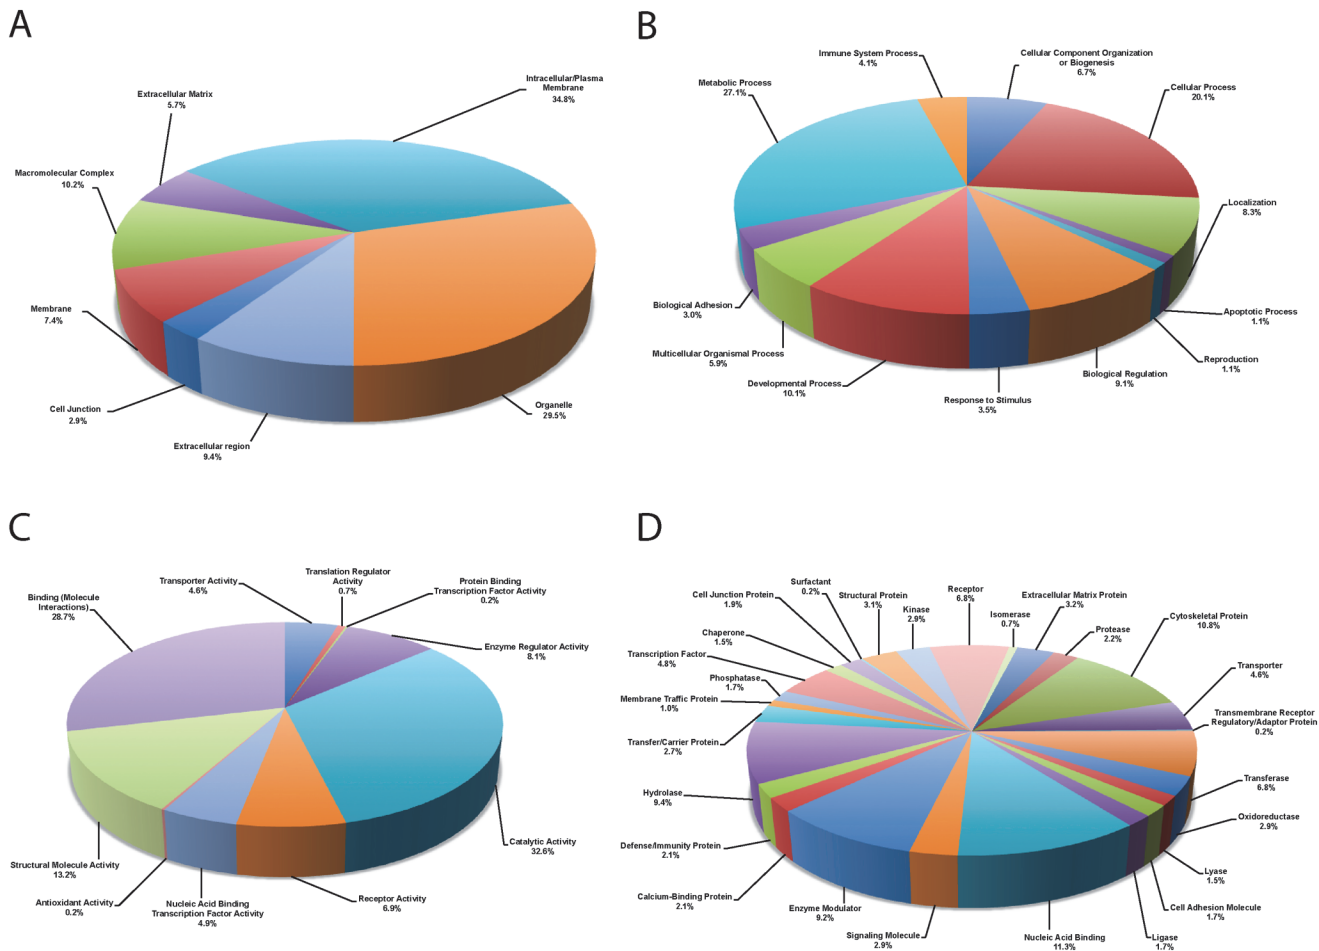 A
Intracellular/Plasma
Membrane
34.8%
Extracellular Matrix
5.7%
Macromolecular Complex
10.2%
Membrane
7.4%
Cell Junction
2.9%
Extracellular region
9.4%
Organelle
29.5%
B
Immune System Process
4.1%
Cellular Component Organization
or Biogenesis
6.7%
Metabolic Process
27.1%
Cellular Process
20.1%
Localization
8.3%
Biological Adhesion
3.0%
Apoptotic Process
1.1%
Multicellular Organismal Process
5.9%
Reproduction
1.1%
Developmental Process
10.1%
Biological Regulation
9.1%
Response to Stimulus
3.5%
C
Translation Regulator
Activity
0.7%
Transporter Activity
4.6%
Protein Binding
Transcription Factor Activity
0.2%
Binding (Molecule
Interactions)
28.7%
Enzyme Regulator Activity
8.1%
Catalytic Activity
32.6%
Structural Molecule Activity
13.2%
Antioxidant Activity
0.2%
Nucleic Acid Binding
Transcription Factor Activity
4.9%
Receptor Activity
6.9%
D
Surfactant
0.2%
Structural Protein
3.1%
Receptor
6.8%
Cell Junction Protein
1.9%
Kinase
2.9%
Isomerase
0.7%
Extracellular Matrix Protein
3.2%
Protease
2.2%
Cytoskeletal Protein
10.8%
Chaperone
1.5%
Transcription Factor
4.8%
Phosphatase
1.7%
Membrane Traffic Protein
1.0%
Transporter
4.6%
Transmembrane Receptor
Regulatory/Adaptor Protein
0.2%
Transfer/Carrier Protein
2.7%
Transferase
6.8%
Hydrolase
9.4%
Oxidoreductase
2.9%
Defense/Immunity Protein
2.1%
Lyase
1.5%
Calcium-Binding Protein
2.1%
Cell Adhesion Molecule
1.7%
Enzyme Modulator
9.2%
Signaling Molecule
2.9%
Nucleic Acid Binding
11.3%
Ligase
1.7%